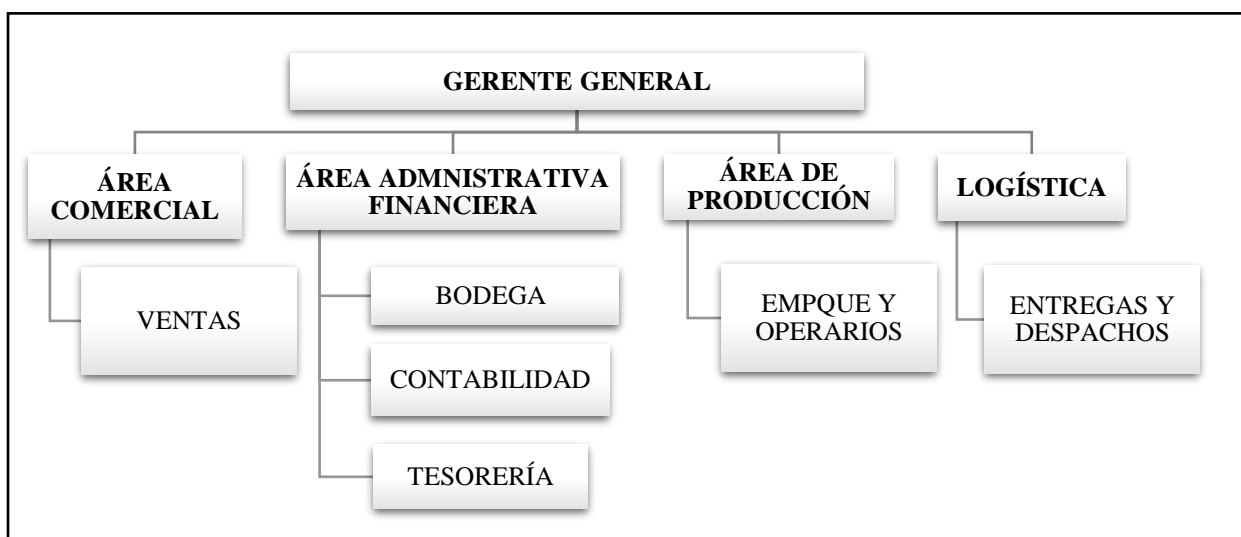 GERENTE GENERAL
ÁREA
COMERCIAL
VENTAS
ÁREA ADMNISTRATIVA
FINANCIERA
BODEGA
CONTABILIDAD
TESORERÍA
ÁREA DE
PRODUCCIÓN
EMPQUE Y
OPERARIOS
LOGÍSTICA
ENTREGAS Y
DESPACHOS